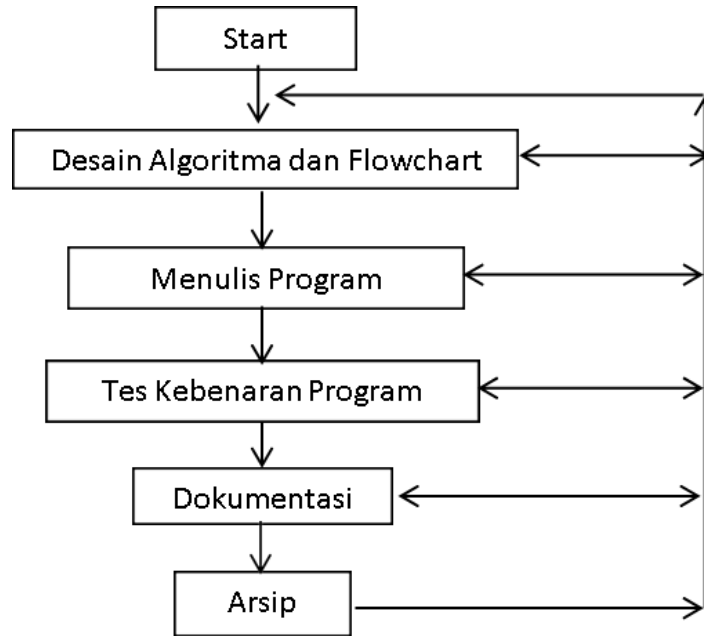 Start
Desain Algoritma dan Flowchart
Menulis Program
Tes Kebenaran Program
Dokumentasi
Arsip